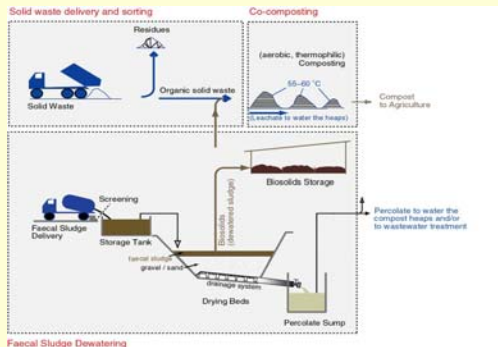 Solid waste delivery and sorting
Residues
Organic solid waste
Solid Waste
Co-composting
(aerobic, thermophilic)
Composting
55–60 °C
(Leachate to water the heaps)
Compost
to Agriculture
Screening
Faecal Sludge
Delivery
Storage Tank
Biosolids
(dewatered sludge)
Biosolids Storage
faecal sludge
gravel / sand
drainage system
Drying Beds
Percolate Sump
Percolate to water the
compost heaps and/or
to wastewater treatment
Faecal Sludge Dewatering